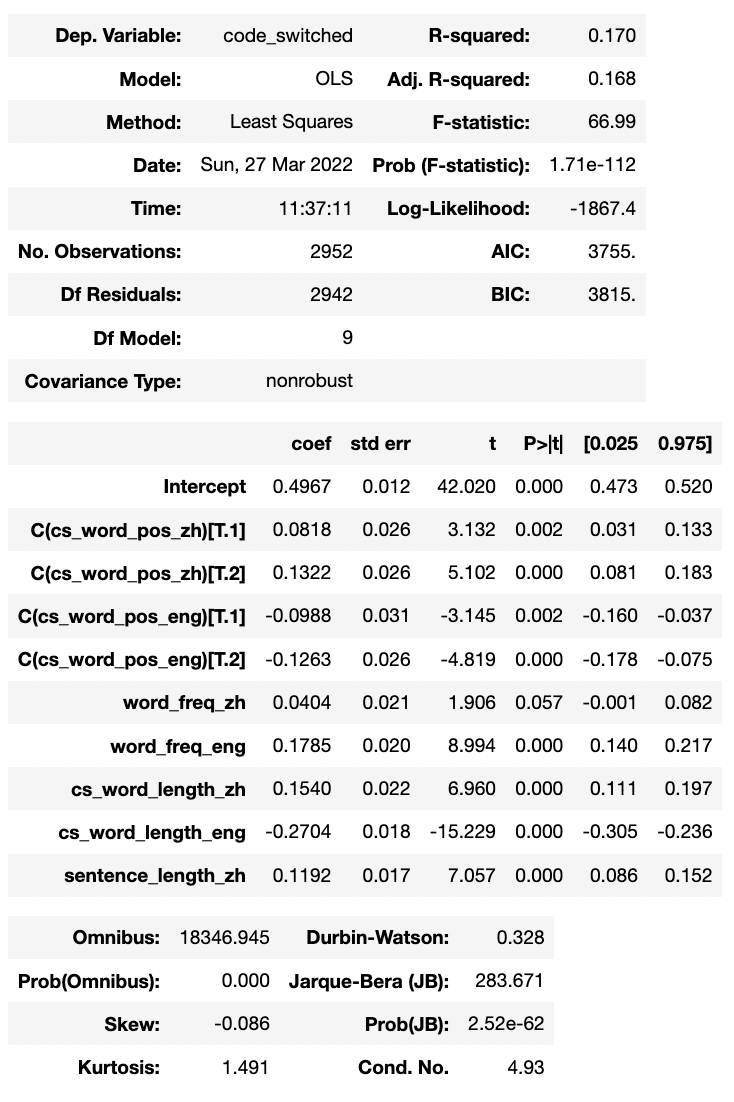 Dep. Variable: code_switched R-squared: 0.170
Model: OLS Adj. R-squared: 0.168
Method: Least Squares F-statistic: 66.99
Date: Sun, 27 Mar 2022 Prob (F-statistic): 1.71e-112
Time: 11:37:11 Log-Likelihood: -1867.4
No. Observations: 2952 AIC: 3755.
Df Residuals: 2942 BIC: 3815.
Df Model: 9
Covariance Type: nonrobust
coef std err t P>|t| [0.025 0.975]
Intercept 0.4967 0.012 42.020 0.000 0.473 0.520
C(cs_word_pos_zh)[T.1] 0.0818 0.026 3.132 0.002 0.031 0.133
C(cs_word_pos_zh)[T.2] 0.1322 0.026 5.102 0.000 0.081 0.183
C(cs_word_pos_eng)[T.1] -0.0988 0.031 -3.145 0.002 -0.160 -0.037
C(cs_word_pos_eng)[T.2] -0.1263 0.026 -4.819 0.000 -0.178 -0.075
word_freq_zh 0.0404 0.021 1.906 0.057 -0.001 0.082
word_freq_eng 0.1785 0.020 8.994 0.000 0.140 0.217
cs_word_length_zh 0.1540 0.022 6.960 0.000 0.111 0.197
cs_word_length_eng -0.2704 0.018 -15.229 0.000 -0.305 -0.236
sentence_length_zh 0.1192 0.017 7.057 0.000 0.086 0.152
Omnibus: 18346.945 Durbin-Watson: 0.328
Prob(Omnibus): 0.000 Jarque-Bera (JB): 283.671
Skew: -0.086 Prob(JB): 2.52e-62
Kurtosis: 1.491 Cond. No. 4.93